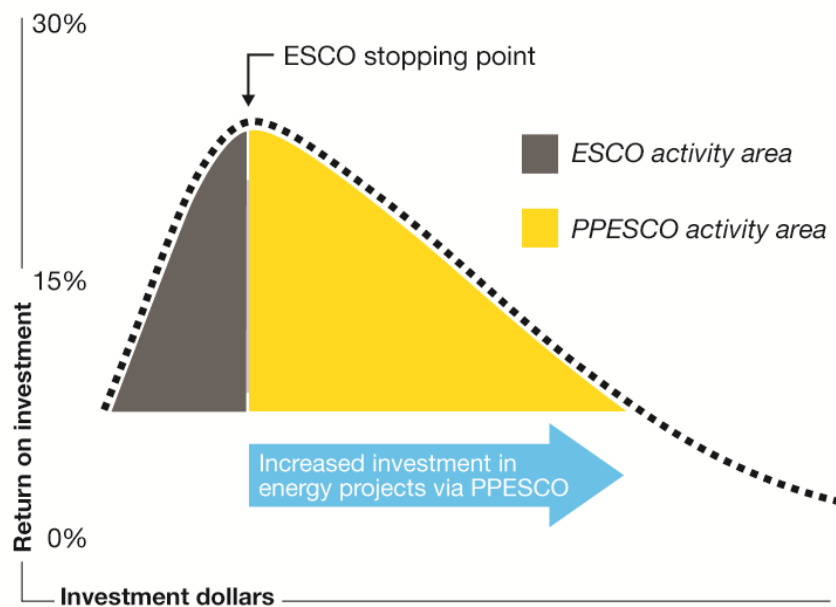 30%
ESCO stopping point
ESCO activity area
PPESCO activity area
15%
Return on investment
Increased investment in
energy projects via PPESCO
0%
Investment dollars